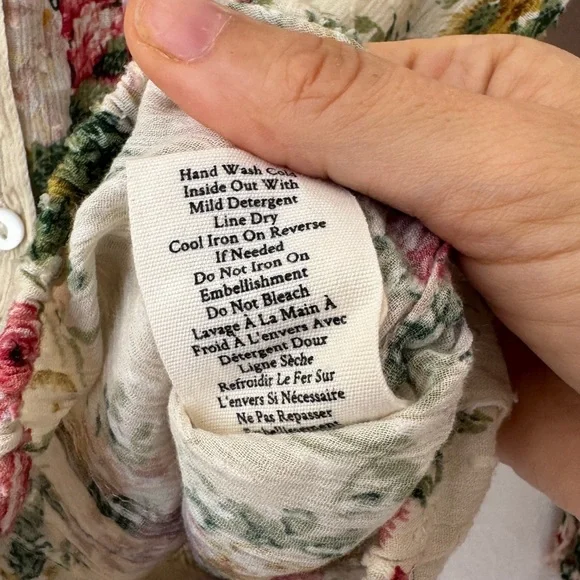 Hand Wash Cold
Inside Out With
Mild Detergent
Line Dry
Cool Iron On Reverse
If Needed
Do Not Iron On
Embellishment
Do Not Bleach
Lavage À La Main À
Froid À L'envers Avec
Détergent Doux
Ligne Sèche
Refroidir Le Fer Sur
L'envers Si Nécessaire
Ne Pas Repasser
Embellissement